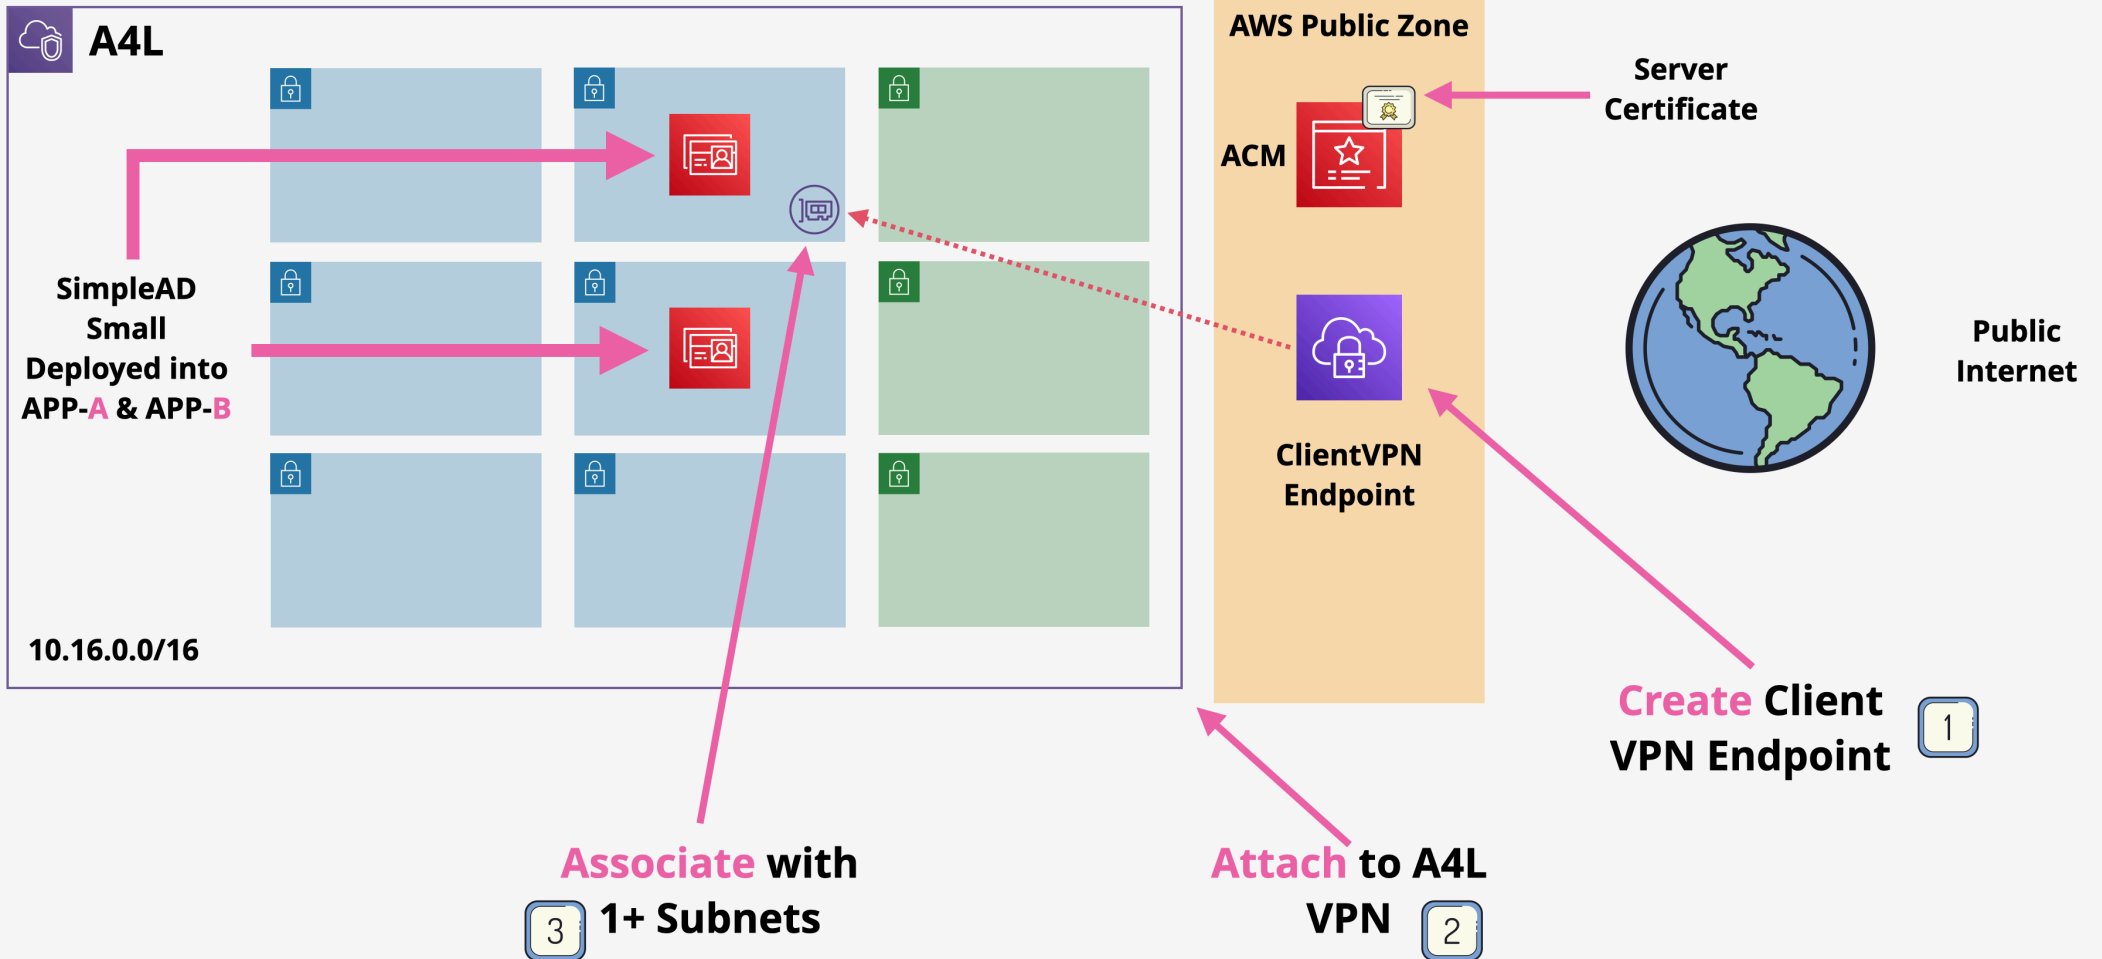 A4L
AWS Public Zone
Server
Certificate
ACM
SimpleAD
Small
Deployed into
APP-A & APP-B
Public
Internet
ClientVPN
Endpoint
10.16.0.0/16
Create Client
VPN Endpoint
1
Attach to A4L
VPN
2
Associate with
1+ Subnets
3